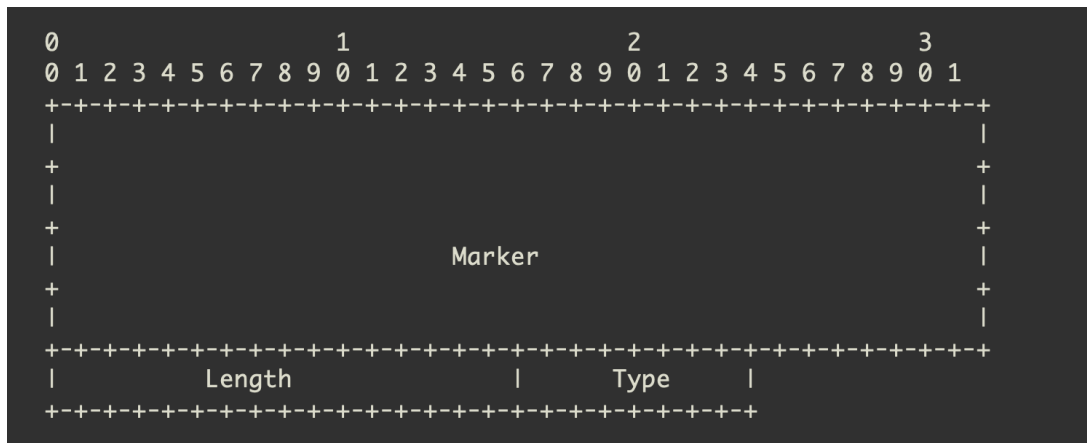 0                   1                   2                   3
0 1 2 3 4 5 6 7 8 9 0 1 2 3 4 5 6 7 8 9 0 1 2 3 4 5 6 7 8 9 0 1
+-+-+-+-+-+-+-+-+-+-+-+-+-+-+-+-+-+-+-+-+-+-+-+-+-+-+-+-+-+-+-+-+
|                                                               |
+                                                               +
|                                                               |
+                                                               +
|                           Marker                              |
+                                                               +
|                                                               |
+-+-+-+-+-+-+-+-+-+-+-+-+-+-+-+-+-+-+-+-+-+-+-+-+-+-+-+-+-+-+-+-+
|          Length               |      Type     |
+-+-+-+-+-+-+-+-+-+-+-+-+-+-+-+-+-+-+-+-+-+-+-+-+